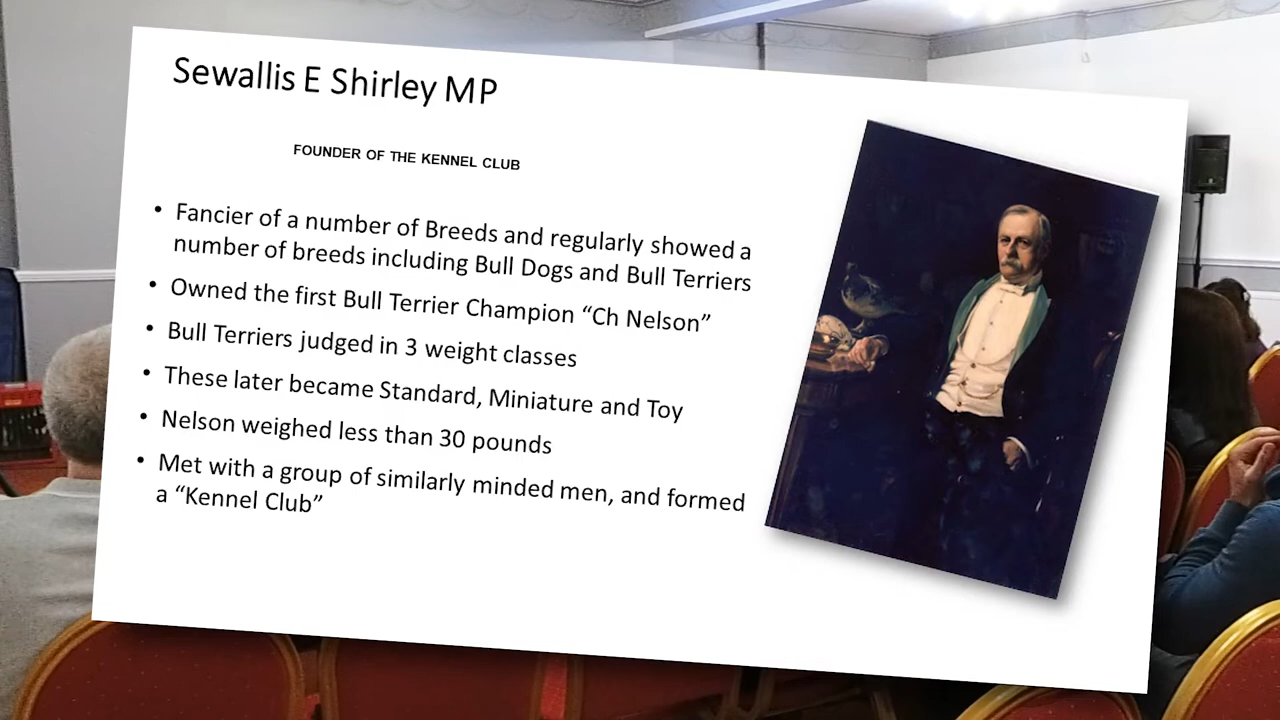 Sewallis E Shirley MP
FOUNDER OF THE KENNEL CLUB
• Fancier of a number of Breeds and regularly showed a
number of breeds including Bull Dogs and Bull Terriers
• Owned the first Bull Terrier Champion “Ch Nelson”
• Bull Terriers judged in 3 weight classes
• These later became Standard, Miniature and Toy
• Nelson weighed less than 30 pounds
• Met with a group of similarly minded men, and formed
a “Kennel Club”